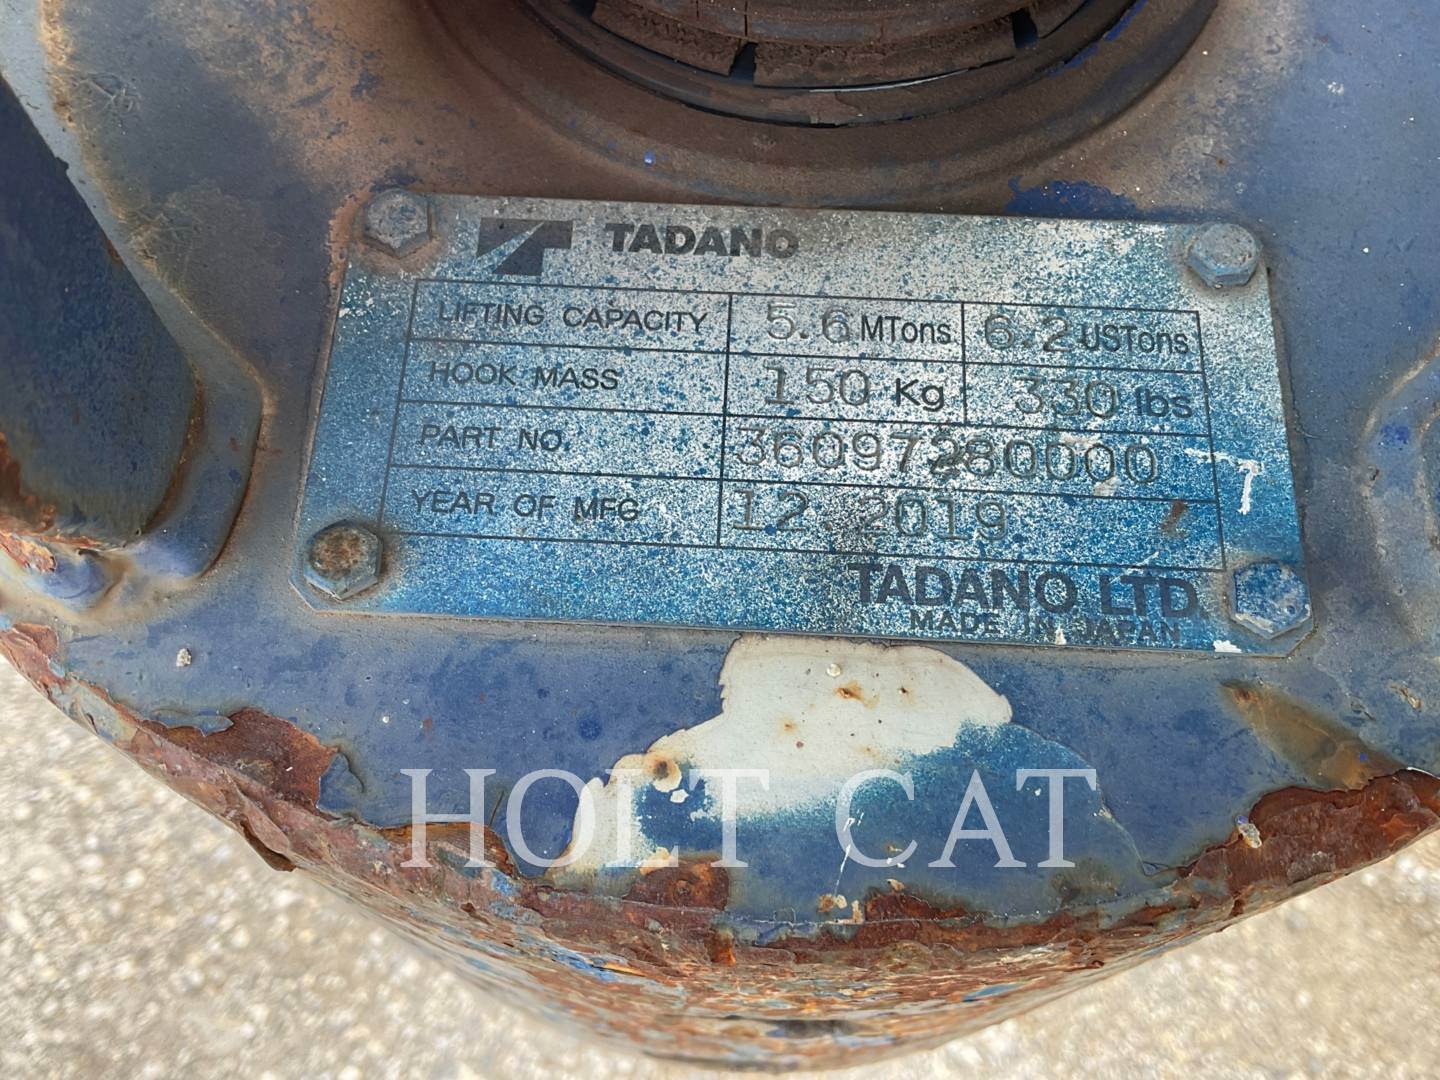 TADANO
LIFTING CAPACITY 5.6 MTons 6.2 USTons
HOOK MASS 150 Kg 330 lbs
PART NO. 36097280000
YEAR OF MFG 12.2019
TADANO LTD
MADE IN JAPAN
HOLT CAT